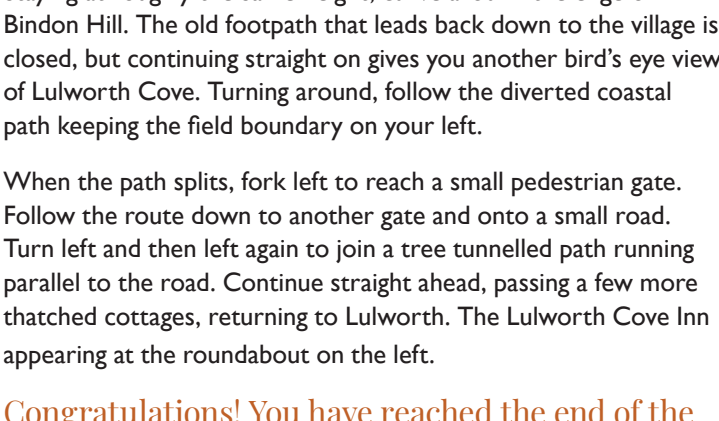 Bindon Hill. The old footpath that leads back down to the village is
closed, but continuing straight on gives you another bird’s eye view
of Lulworth Cove. Turning around, follow the diverted coastal
path keeping the field boundary on your left.
When the path splits, fork left to reach a small pedestrian gate.
Follow the route down to another gate and onto a small road.
Turn left and then left again to join a tree tunnelled path running
parallel to the road. Continue straight ahead, passing a few more
thatched cottages, returning to Lulworth. The Lulworth Cove Inn
appearing at the roundabout on the left.
Congratulations! You have reached the end of the